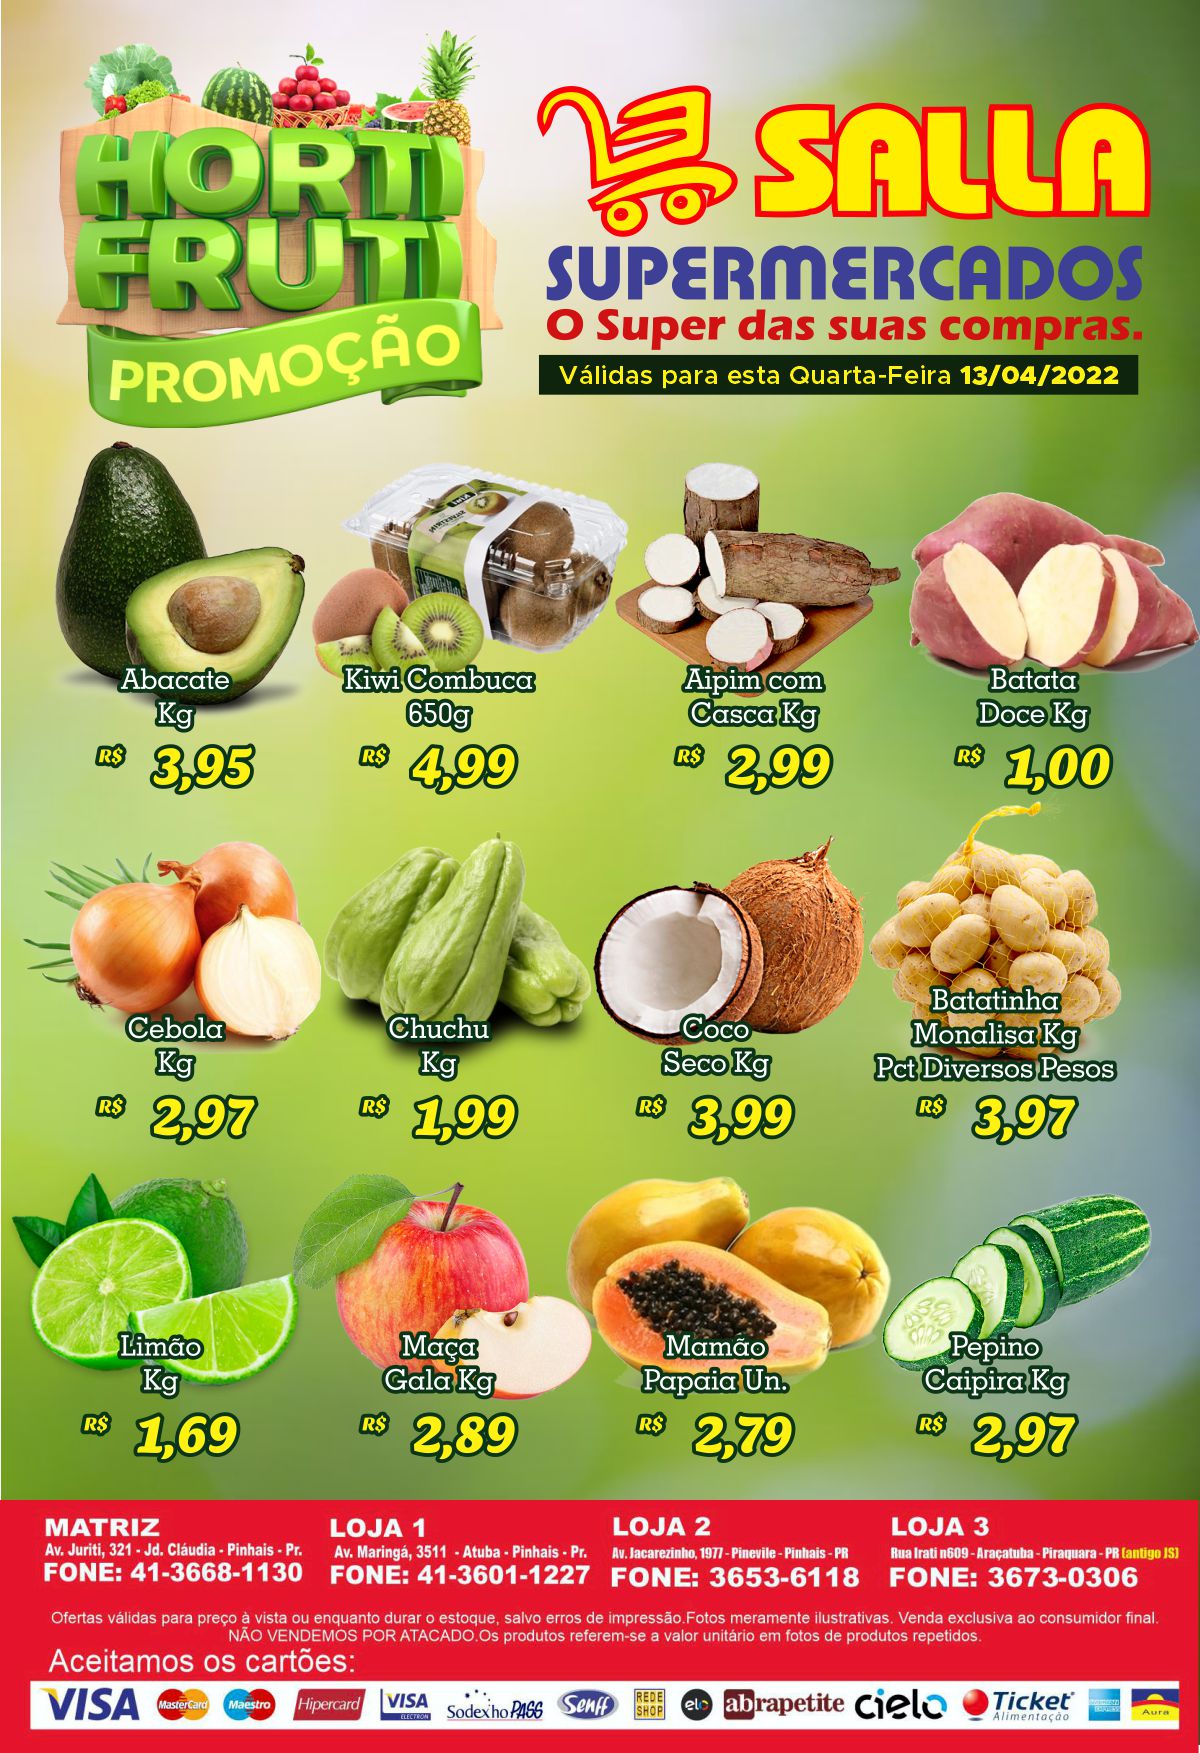 HORTI
FRUTI
PROMOÇÃO
SALLA
SUPERMERCADOS
O Super das suas compras.
Válidas para esta Quarta-Feira 13/04/2022
KIWI
Abacate
Kg
R$ 3,95
Kiwi Combuca
650g
R$ 4,99
Aipim com
Casca Kg
R$ 2,99
Batata
Doce Kg
R$ 1,00
Cebola
Kg
R$ 2,97
Chuchu
Kg
R$ 1,99
Coco
Seco Kg
R$ 3,99
Batatinha
Monalisa Kg
Pct Diversos Pesos
R$ 3,97
Limão
Kg
R$ 1,69
Maça
Gala Kg
R$ 2,89
Mamão
Papaia Un.
R$ 2,79
Pepino
Caipira Kg
R$ 2,97
MATRIZ
Av. Juriti, 321 - Jd. Cláudia - Pinhais - Pr.
FONE: 41-3668-1130
LOJA 1
Av. Maringá, 3511 - Atuba - Pinhais - Pr.
FONE: 41-3601-1227
LOJA 2
Av. Jacarezinho, 1977 - Pinevile - Pinhais - PR
FONE: 3653-6118
LOJA 3
Rua Irati n609 - Araçatuba - Piraquara - PR (antigo JS)
FONE: 3673-0306
Ofertas válidas para preço à vista ou enquanto durar o estoque, salvo erros de impressão.Fotos meramente ilustrativas. Venda exclusiva ao consumidor final.
NÃO VENDEMOS POR ATACADO.Os produtos referem-se a valor unitário em fotos de produtos repetidos.
Aceitamos os cartões:
VISA MasterCard Maestro Hipercard VISA ELECTRON Sodexho PASS Senff REDE SHOP elo abrapetite cielo Ticket Alimentação AMERICAN EXPRESS Aura